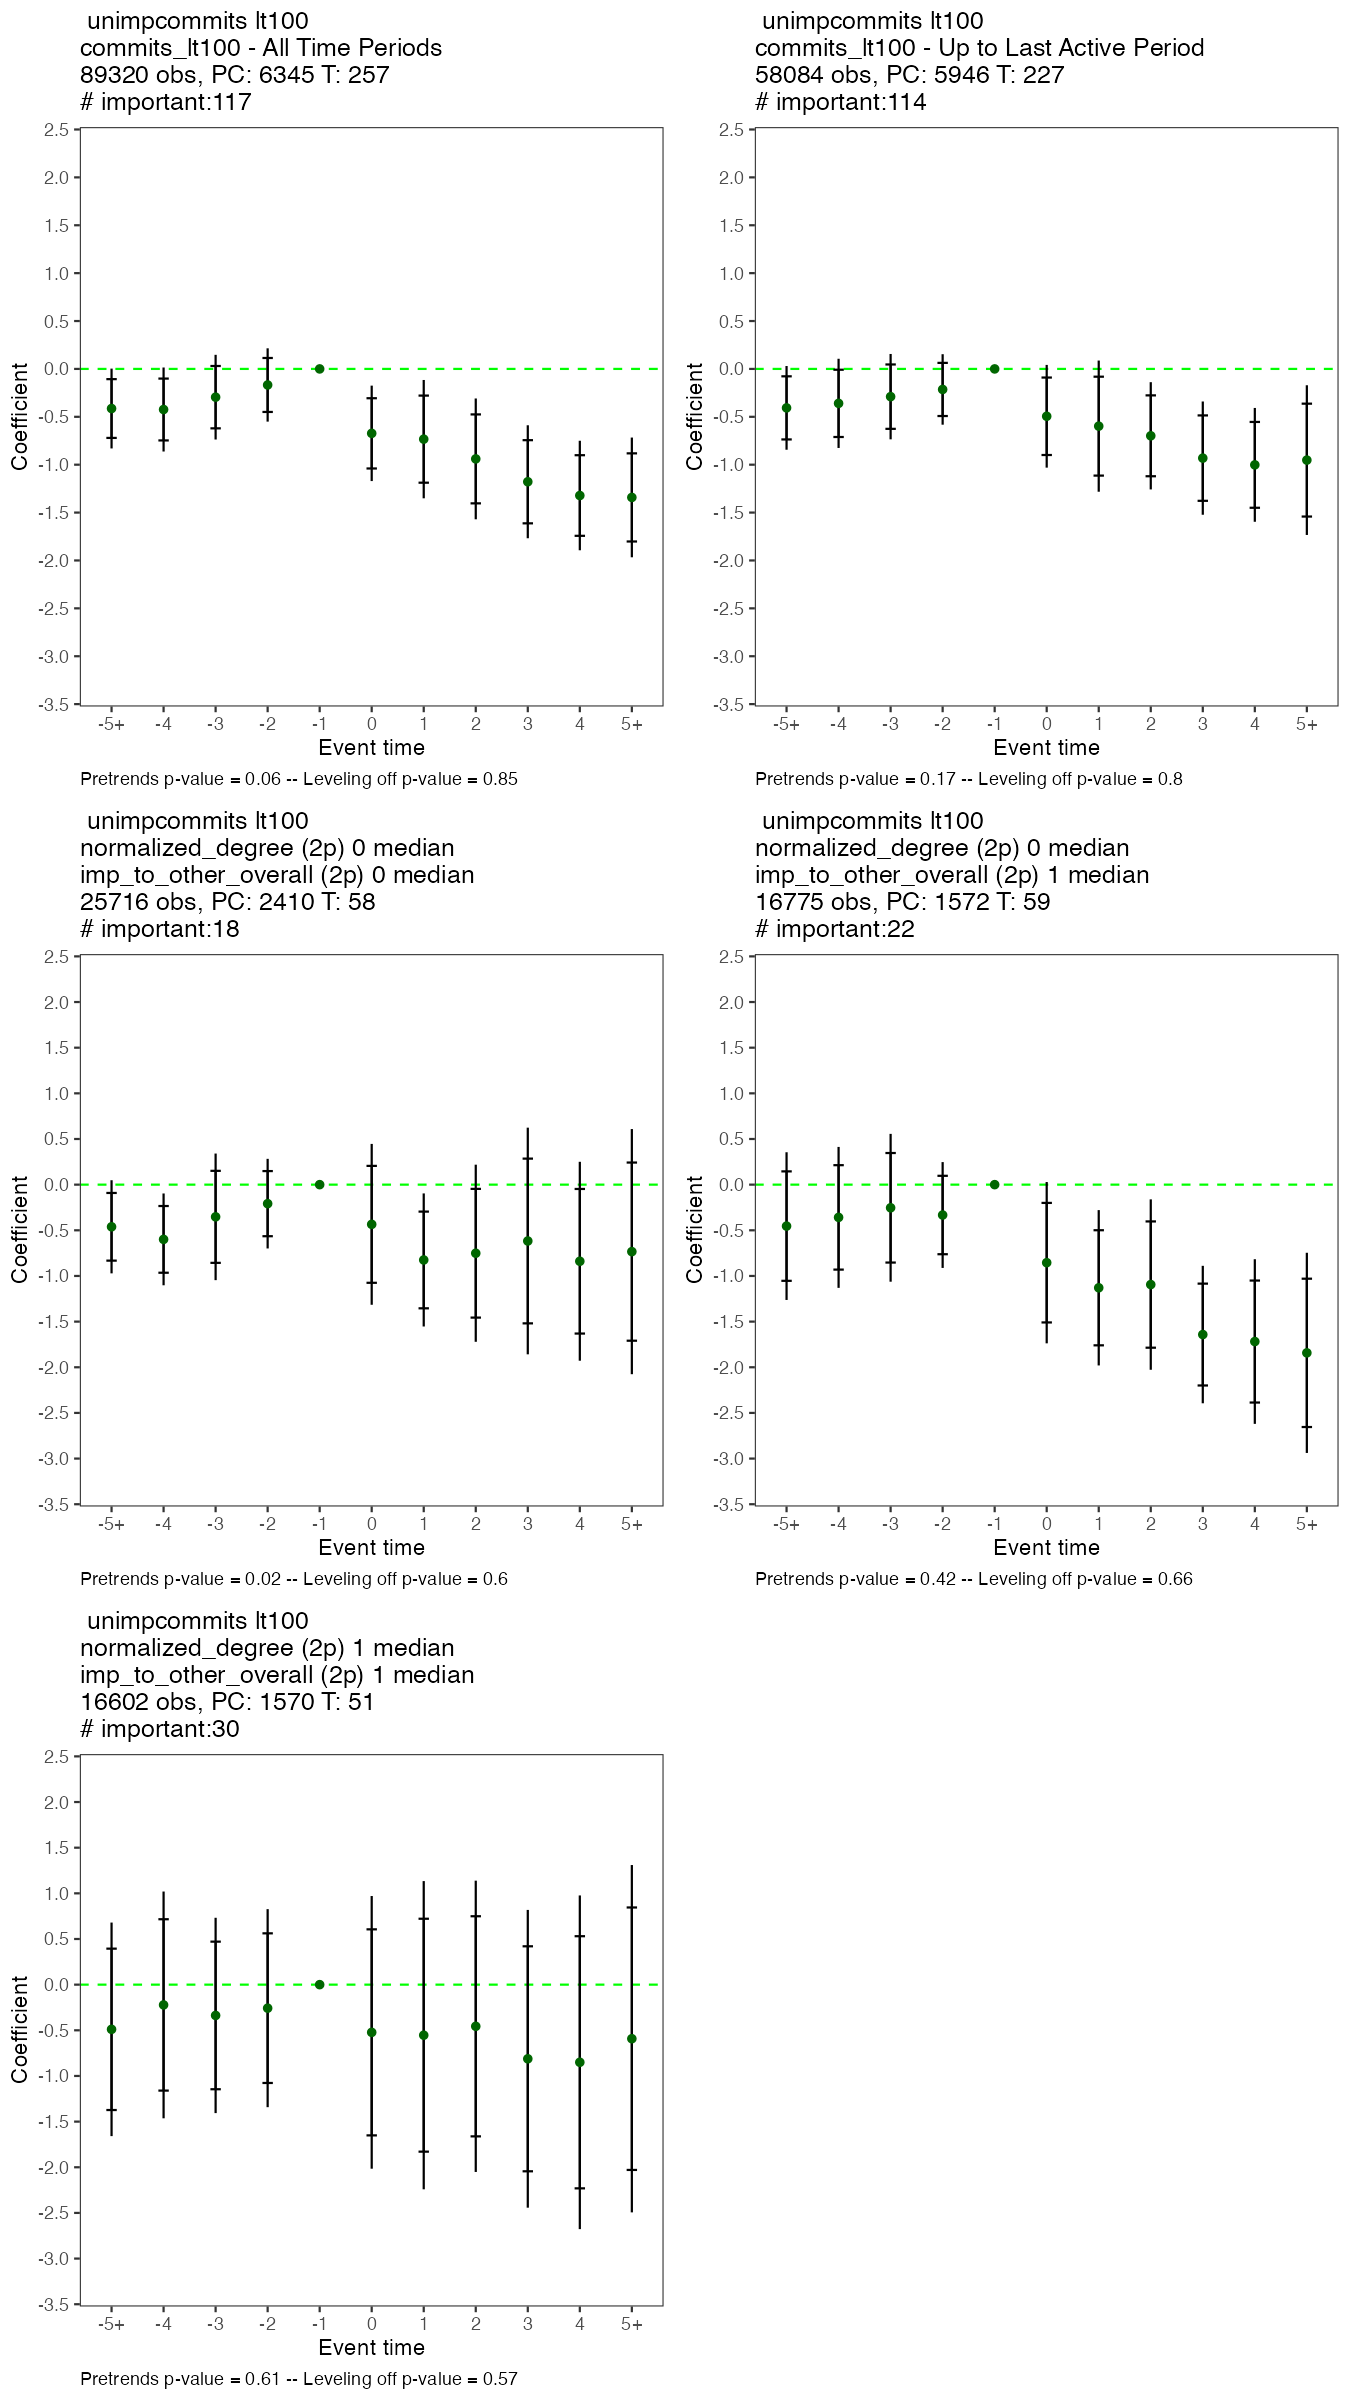 unimpcommits lt100
commits_lt100 - All Time Periods
89320 obs, PC: 6345 T: 257
# important:117
2.5
2.0
1.5
1.0
0.5
0.0
-0.5
-1.0
-1.5
-2.0
-2.5
-3.0
-3.5
Coefficient
-5+ -4 -3 -2 -1 0 1 2 3 4 5+
Event time
Pretrends p-value = 0.06 -- Leveling off p-value = 0.85
unimpcommits lt100
commits_lt100 - Up to Last Active Period
58084 obs, PC: 5946 T: 227
# important:114
2.5
2.0
1.5
1.0
0.5
0.0
-0.5
-1.0
-1.5
-2.0
-2.5
-3.0
-3.5
Coefficient
-5+ -4 -3 -2 -1 0 1 2 3 4 5+
Event time
Pretrends p-value = 0.17 -- Leveling off p-value = 0.8
unimpcommits lt100
normalized_degree (2p) 0 median
imp_to_other_overall (2p) 0 median
25716 obs, PC: 2410 T: 58
# important:18
2.5
2.0
1.5
1.0
0.5
0.0
-0.5
-1.0
-1.5
-2.0
-2.5
-3.0
-3.5
Coefficient
-5+ -4 -3 -2 -1 0 1 2 3 4 5+
Event time
Pretrends p-value = 0.02 -- Leveling off p-value = 0.6
unimpcommits lt100
normalized_degree (2p) 0 median
imp_to_other_overall (2p) 1 median
16775 obs, PC: 1572 T: 59
# important:22
2.5
2.0
1.5
1.0
0.5
0.0
-0.5
-1.0
-1.5
-2.0
-2.5
-3.0
-3.5
Coefficient
-5+ -4 -3 -2 -1 0 1 2 3 4 5+
Event time
Pretrends p-value = 0.42 -- Leveling off p-value = 0.66
unimpcommits lt100
normalized_degree (2p) 1 median
imp_to_other_overall (2p) 1 median
16602 obs, PC: 1570 T: 51
# important:30
2.5
2.0
1.5
1.0
0.5
0.0
-0.5
-1.0
-1.5
-2.0
-2.5
-3.0
-3.5
Coefficient
-5+ -4 -3 -2 -1 0 1 2 3 4 5+
Event time
Pretrends p-value = 0.61 -- Leveling off p-value = 0.57